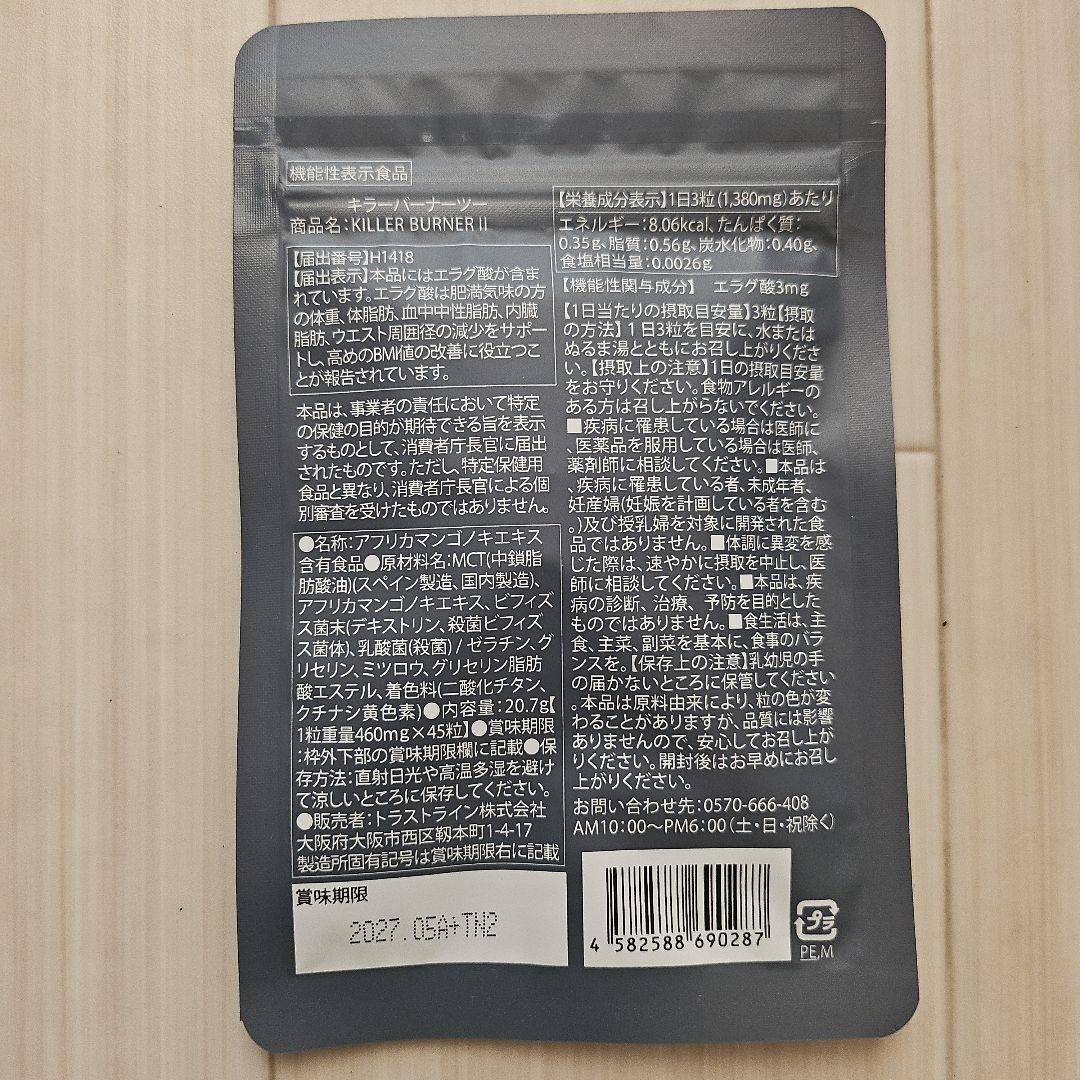 機能性表示食品
キラーバーナーツー
商品名:KILLER BURNERⅡ
【届出番号】H1418
【届出表示】本品にはエラグ酸が含ま
れています。エラグ酸は肥満気味の方
の体重、体脂肪、血中中性脂肪、内臓
脂肪、ウエスト周囲径の減少をサポー
トし、高めのBMI値の改善に役立つこ
とが報告されています。
本品は、事業者の責任において特定
の保健の目的が期待できる旨を表示
するものとして、消費者庁長官に届出
されたものです。ただし、特定保健用
食品と異なり、消費者庁長官による個
別審査を受けたものではありません。
●名称:アフリカマンゴノキエキス
含有食品●原材料名:MCT(中鎖脂
肪酸油)(スペイン製造、国内製造)、
アフリカマンゴノキエキス、ビフィズ
ス菌末(デキストリン、殺菌ビフィズ
ス菌体)、乳酸菌(殺菌) / ゼラチン、グ
リセリン、ミツロウ、グリセリン脂肪
酸エステル、着色料(二酸化チタン、
クチナシ黄色素)●内容量:20.7g【
1粒重量460mg×45粒】●賞味期限
:枠外下部の賞味期限欄に記載●保
存方法:直射日光や高温多湿を避け
て涼しいところに保存してください。
●販売者:トラストライン株式会社
大阪府大阪市西区靱本町1-4-17
製造所固有記号は賞味期限右に記載
賞味期限
2027.05A+TN2
【栄養成分表示】1日3粒(1,380mg)あたり
エネルギー:8.06kcal、たんぱく質:
0.35g、脂質:0.56g、炭水化物:0.40g、
食塩相当量:0.0026g
【機能性関与成分】 エラグ酸3mg
【1日当たりの摂取目安量】3粒【摂取
の方法】1日3粒を目安に、水または
ぬるま湯とともにお召し上がりくださ
い。【摂取上の注意】1日の摂取目安量
をお守りください。食物アレルギーの
ある方は召し上がらないでください。
■疾病に罹患している場合は医師に
、医薬品を服用している場合は医師、
薬剤師に相談してください。■本品は
、疾病に罹患している者、未成年者、
妊産婦(妊娠を計画している者を含む
。)及び授乳婦を対象に開発された食
品ではありません。■体調に異変を感
じた際は、速やかに摂取を中止し、医
師に相談してください。■本品は、疾
病の診断、治療、予防を目的とした
ものではありません。■食生活は、主
食、主菜、副菜を基本に、食事のバラ
ンスを。【保存上の注意】乳幼児の手
の届かないところに保管してください
。本品は原料由来により、粒の色が変
わることがありますが、品質には影響
ありませんので、安心してお召し上が
りください。開封後はお早めにお召し
上がりください。
お問い合わせ先:0570-666-408
AM10:00～PM6:00(土・日・祝除く)
4 582588 690287
プラ
PE,M